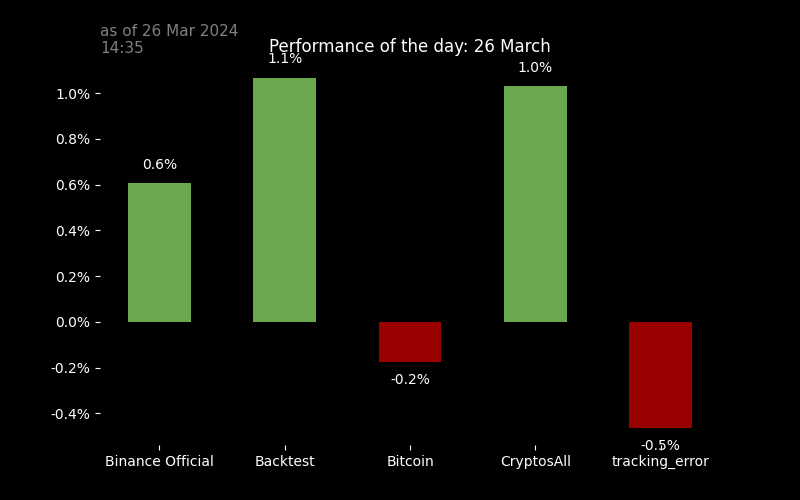 as of 26 Mar 2024
14:35
Performance of the day: 26 March
1.1%
1.0%
1.0%
0.8%
0.6%
0.6%
0.4%
0.2%
0.0%
-0.2%
-0.2%
-0.4%
-0.5%
Binance Official
Backtest
Bitcoin
CryptosAll
tracking_error